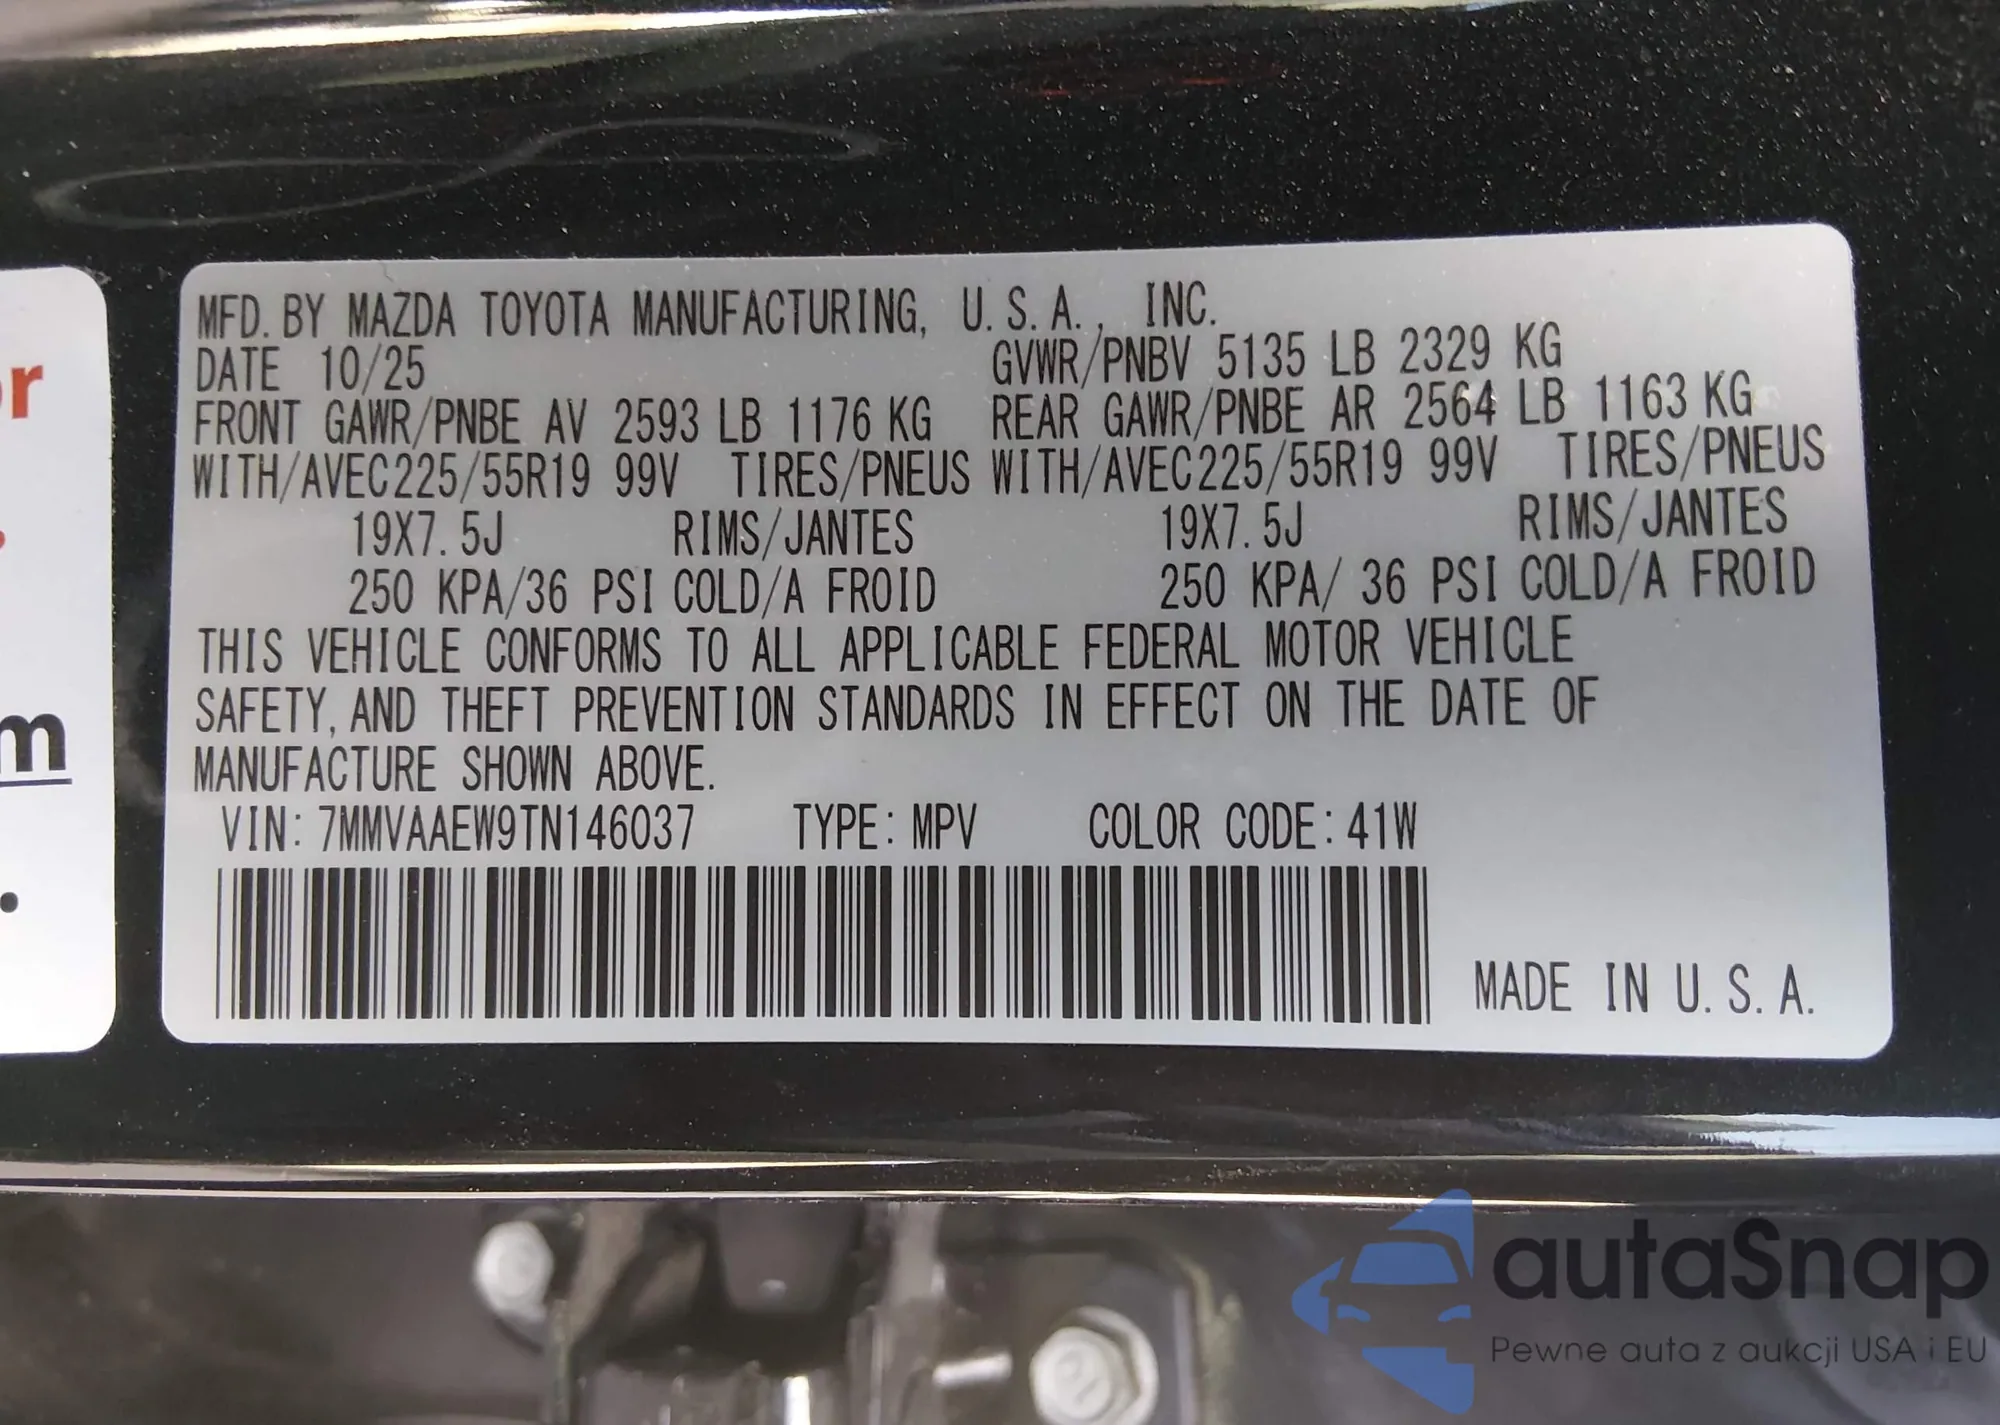 MFD. BY MAZDA TOYOTA MANUFACTURING, U.S.A., INC.
DATE 10/25 GVWR/PNBV 5135 LB 2329 KG
FRONT GAWR/PNBE AV 2593 LB 1176 KG REAR GAWR/PNBE AR 2564 LB 1163 KG
WITH/AVEC225/55R19 99V TIRES/PNEUS WITH/AVEC225/55R19 99V TIRES/PNEUS
19X7.5J RIMS/JANTES 19X7.5J RIMS/JANTES
250 KPA/36 PSI COLD/A FROID 250 KPA/ 36 PSI COLD/A FROID
THIS VEHICLE CONFORMS TO ALL APPLICABLE FEDERAL MOTOR VEHICLE
SAFETY, AND THEFT PREVENTION STANDARDS IN EFFECT ON THE DATE OF
MANUFACTURE SHOWN ABOVE.
VIN: 7MMVAAEW9TN146037 TYPE: MPV COLOR CODE: 41W
MADE IN U.S.A.
autaSnap
Pewne auta z aukcji USA i EU